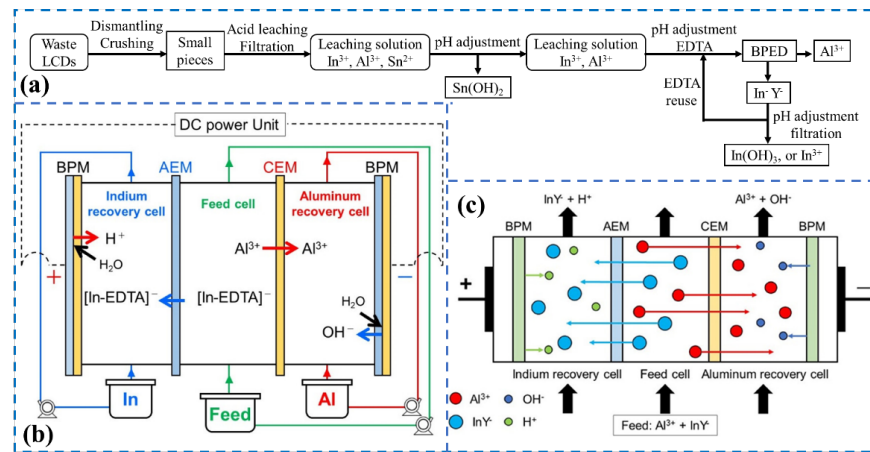 Waste
LCDs
Dismantling
Crushing
Small
pieces
Acid leaching
Filtration
Leaching solution
In³⁺, Al³⁺, Sn²⁺
pH adjustment
Sn(OH)₂
Leaching solution
In³⁺, Al³⁺
pH adjustment
EDTA
BPED
Al³⁺
In⁻ Y⁻
EDTA
reuse
pH adjustment
filtration
In(OH)₃, or In³⁺
(a)
DC power Unit
BPM
AEM
CEM
BPM
Indium
recovery cell
Feed cell
Aluminum
recovery cell
H⁺
H₂O
+
Al³⁺
Al³⁺
−
[In-EDTA]⁻
[In-EDTA]⁻
H₂O
OH⁻
In
Feed
Al
(b)
(c)
InY⁻ + H⁺
Al³⁺ + OH⁻
BPM
AEM
CEM
BPM
+
−
Indium recovery cell
Feed cell
Aluminum recovery cell
Al³⁺
OH⁻
InY⁻
H⁺
Feed: Al³⁺ + InY⁻